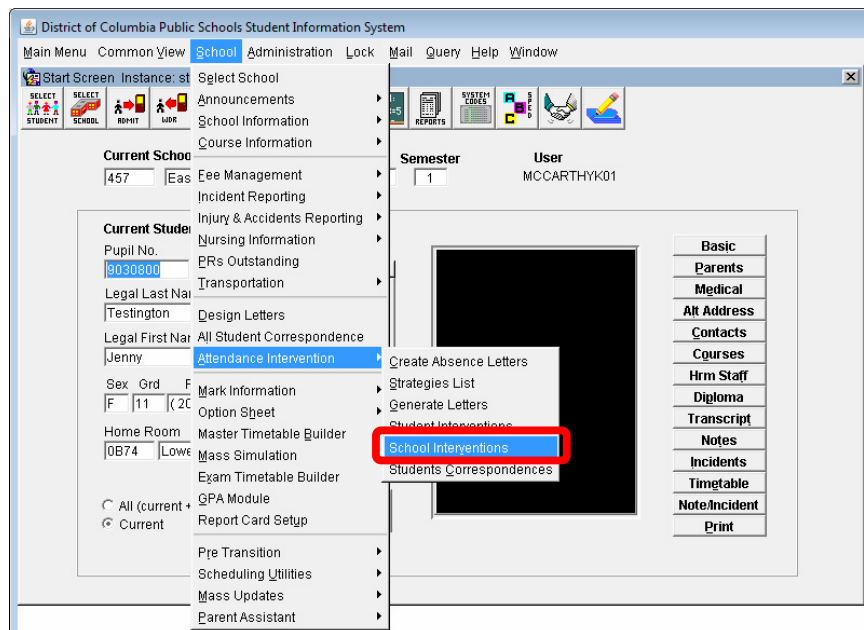 District of Columbia Public Schools Student Information System
Main Menu Common View School Administration Lock Mail Query Help Window
Start Screen Instance: st
SELECT STUDENT
SELECT SCHOOL
ADMIT
WDR
REPORTS
SYSTEM CODES
Current Schoo
Semester
User
457
Eas
1
MCCARTHYK01
Select School
Announcements
School Information
Course Information
Fee Management
Incident Reporting
Injury & Accidents Reporting
Nursing Information
PRs Outstanding
Transportation
Design Letters
All Student Correspondence
Attendance Intervention
Mark Information
Option Sheet
Master Timetable Builder
Mass Simulation
Exam Timetable Builder
GPA Module
Report Card Setup
Pre Transition
Scheduling Utilities
Mass Updates
Parent Assistant
Create Absence Letters
Strategies List
Generate Letters
Student Interventions
School Interventions
Students Correspondences
Current Stude
Pupil No.
9030800
Legal Last Nar
Testington
Legal First Nar
Jenny
Sex Grd F
F 11 ( 20
Home Room
0B74 Lowe
All (current +
Current
Basic
Parents
Medical
Alt Address
Contacts
Courses
Hrm Staff
Diploma
Transcript
Notes
Incidents
Timetable
Note/Incident
Print